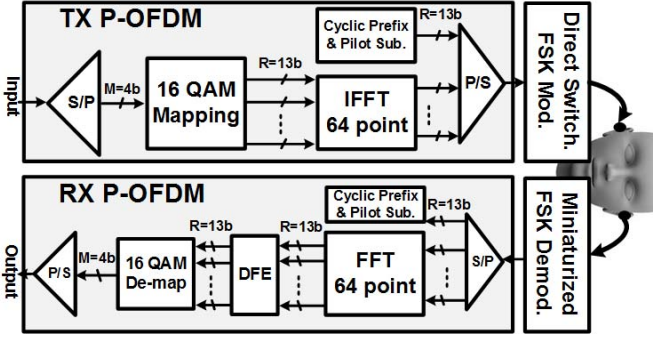 TX P-OFDM
Input
S/P
M=4b
16 QAM
Mapping
R=13b
Cyclic Prefix
& Pilot Sub.
R=13b
IFFT
64 point
R=13b
P/S
Direct Switch.
FSK Mod.
RX P-OFDM
Output
P/S
M=4b
16 QAM
De-map
R=13b
DFE
R=13b
Cyclic Prefix
& Pilot Sub.
R=13b
FFT
64 point
R=13b
S/P
Miniaturized
FSK Demod.